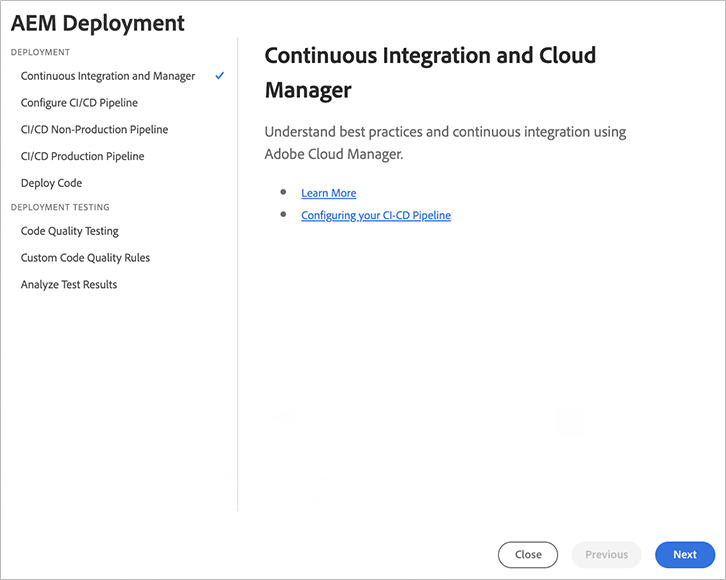 AEM Deployment
DEPLOYMENT
Continuous Integration and Manager
Configure CI/CD Pipeline
CI/CD Non-Production Pipeline
CI/CD Production Pipeline
Deploy Code
DEPLOYMENT TESTING
Code Quality Testing
Custom Code Quality Rules
Analyze Test Results
Continuous Integration and Cloud
Manager
Understand best practices and continuous integration using
Adobe Cloud Manager.
Learn More
Configuring your CI-CD Pipeline
Close
Previous
Next